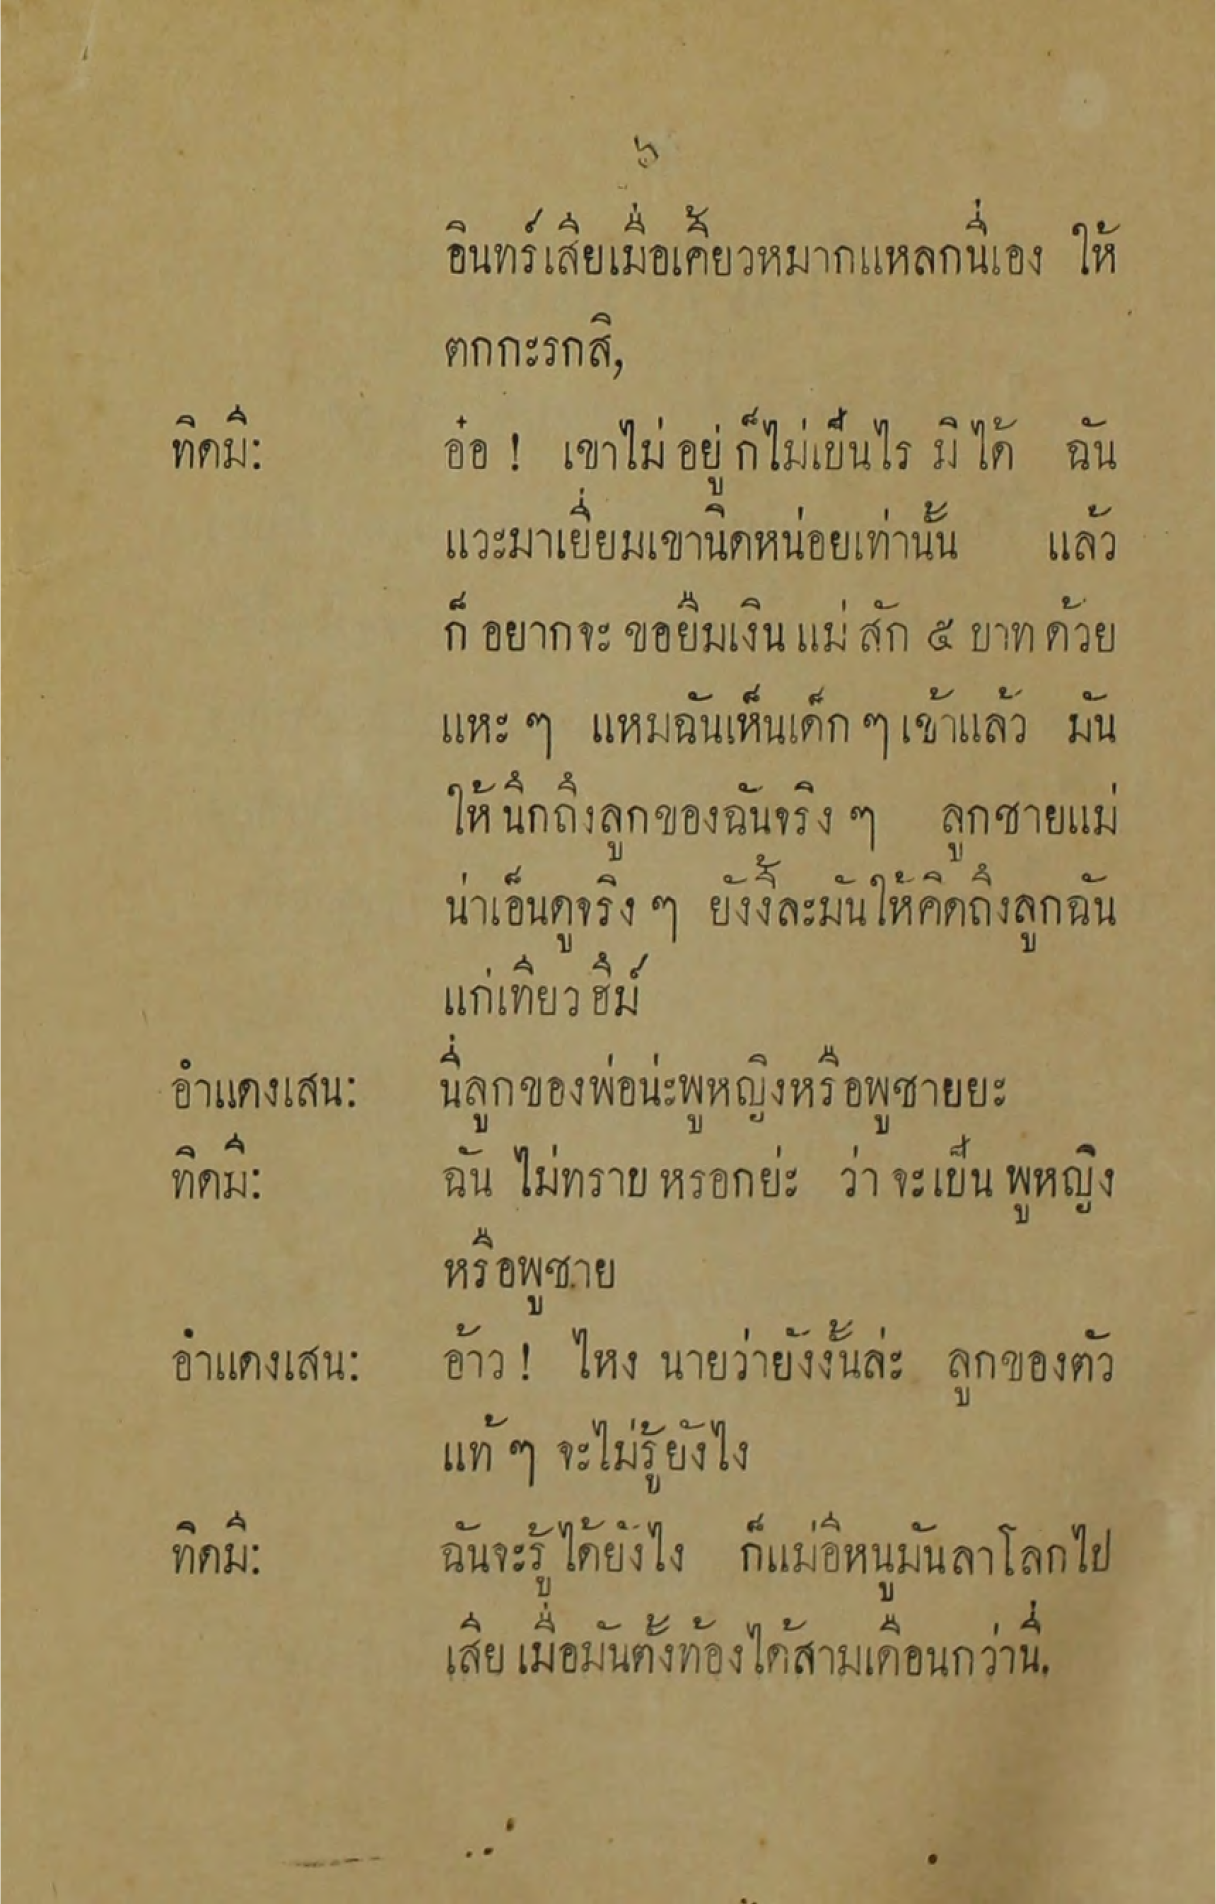 ๖
อินทร์เสียเมื่อเคี้ยวหมากแหลกนี่เอง ให้
ตกกะรกสิ,
ทิดมี: อ๋อ ! เขาไม่ อยู่ ก็ไม่เป็นไร มิ ได้ ฉัน
แวะมาเยี่ยมเขานิดหน่อยเท่านั้น แล้ว
ก็ อยากจะ ขอยืมเงิน แม่ สัก ๕ บาท ด้วย
แหะ ๆ แหมฉันเห็นเด็ก ๆ เข้าแล้ว มัน
ให้ นึกถึงลูกของฉันจริง ๆ ลูกชายแม่
น่าเอ็นดูจริง ๆ ยังงี้ละมันให้คิดถึงลูกฉัน
แก่เทียว ฮึม์
อำแดงเสน: นี่ลูกของพ่อน่ะผู้หญิงหรือผู้ชายยะ
ทิดมี: ฉัน ไม่ทราบ หรอกย่ะ ว่า จะเป็น ผู้หญิง
หรือผู้ชาย
อำแดงเสน: อ้าว ! ไหง นายว่ายังงั้นล่ะ ลูกของตัว
แท้ ๆ จะไม่รู้ยังไง
ทิดมี: ฉันจะรู้ ได้ยังไง ก็แม่อีหนูมันลาโลกไป
เสีย เมื่อมันตั้งท้องได้สามเดือนกว่านี่.